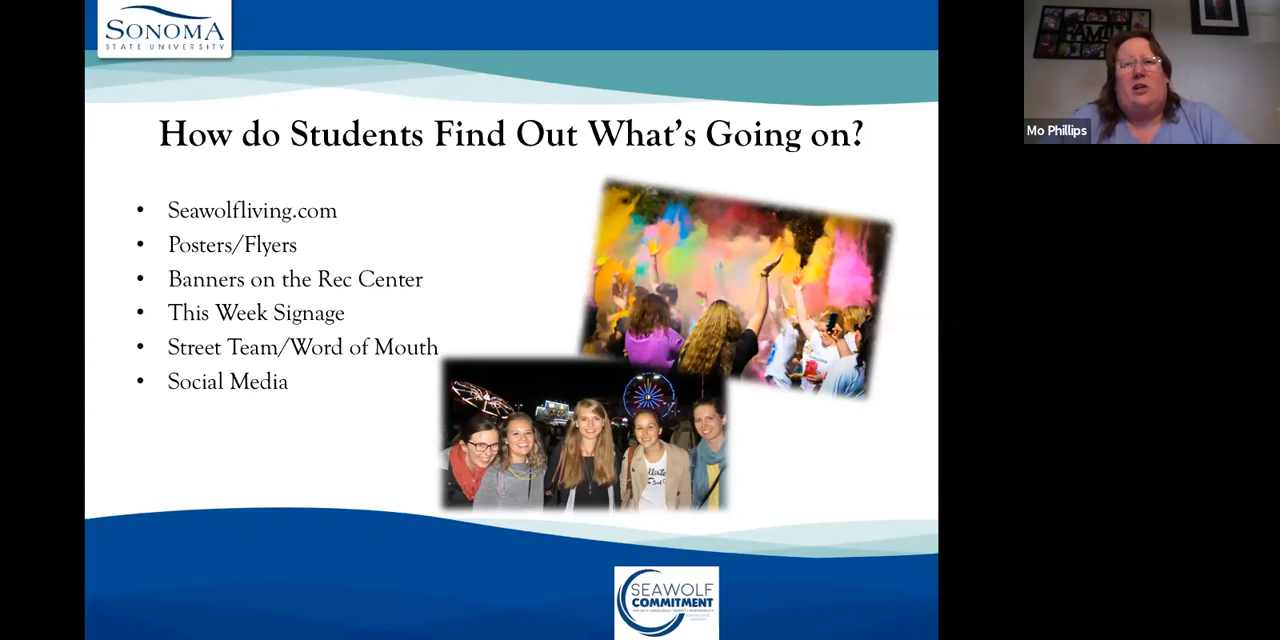 SONOMA
STATE UNIVERSITY
How do Students Find Out What's Going on?
• Seawolfliving.com
• Posters/Flyers
• Banners on the Rec Center
• This Week Signage
• Street Team/Word of Mouth
• Social Media
SEAWOLF
COMMITMENT
FAMILY
Mo Phillips